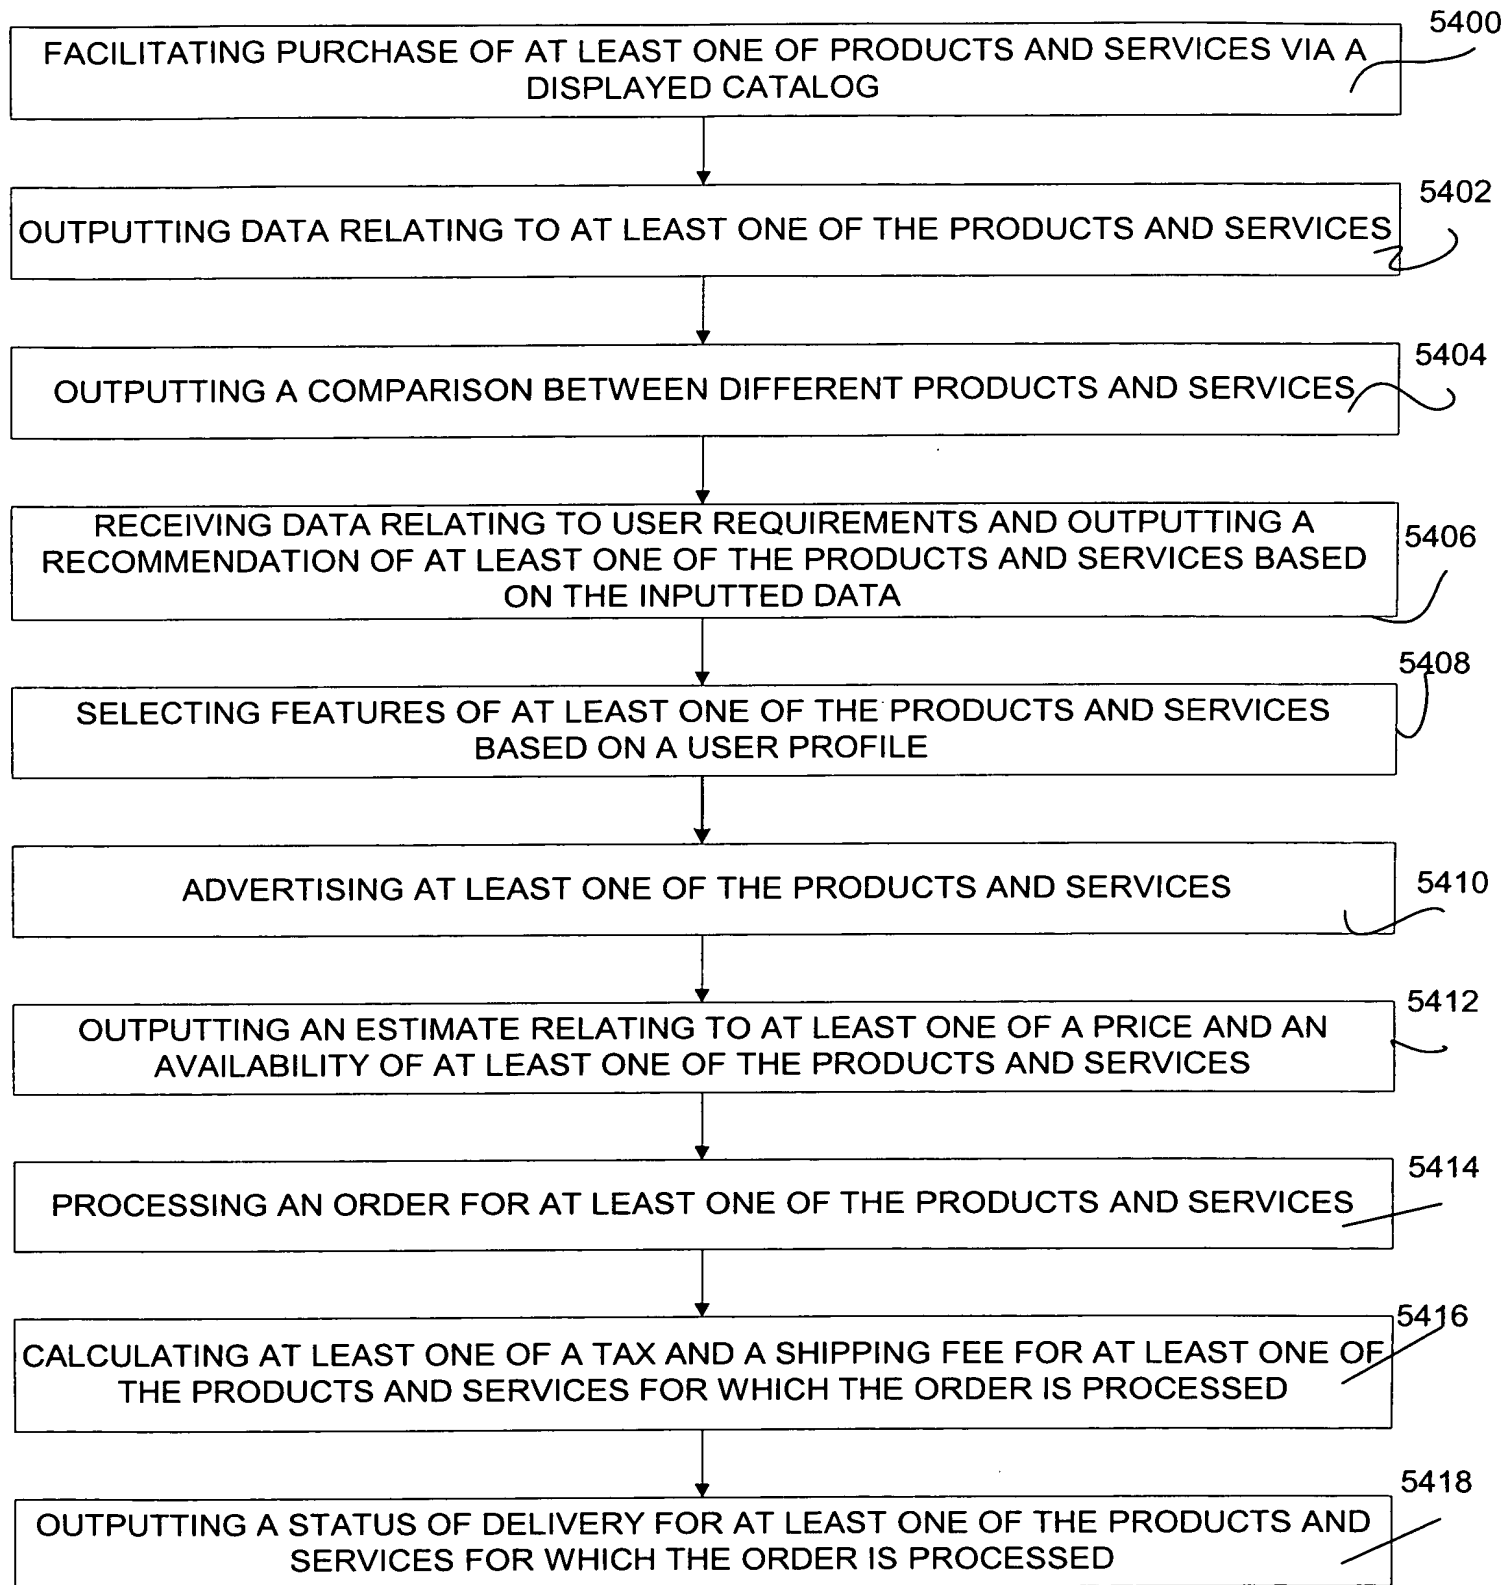 5400
FACILITATING PURCHASE OF AT LEAST ONE OF PRODUCTS AND SERVICES VIA A
DISPLAYED CATALOG
5402
OUTPUTTING DATA RELATING TO AT LEAST ONE OF THE PRODUCTS AND SERVICES
5404
OUTPUTTING A COMPARISON BETWEEN DIFFERENT PRODUCTS AND SERVICES
RECEIVING DATA RELATING TO USER REQUIREMENTS AND OUTPUTTING A
5406
RECOMMENDATION OF AT LEAST ONE OF THE PRODUCTS AND SERVICES BASED
ON THE INPUTTED DATA
5408
SELECTING FEATURES OF AT LEAST ONE OF THE PRODUCTS AND SERVICES
BASED ON A USER PROFILE
5410
ADVERTISING AT LEAST ONE OF THE PRODUCTS AND SERVICES
5412
OUTPUTTING AN ESTIMATE RELATING TO AT LEAST ONE OF A PRICE AND AN
AVAILABILITY OF AT LEAST ONE OF THE PRODUCTS AND SERVICES
5414
PROCESSING AN ORDER FOR AT LEAST ONE OF THE PRODUCTS AND SERVICES
5416
CALCULATING AT LEAST ONE OF A TAX AND A SHIPPING FEE FOR AT LEAST ONE OF
THE PRODUCTS AND SERVICES FOR WHICH THE ORDER IS PROCESSED
5418
OUTPUTTING A STATUS OF DELIVERY FOR AT LEAST ONE OF THE PRODUCTS AND
SERVICES FOR WHICH THE ORDER IS PROCESSED